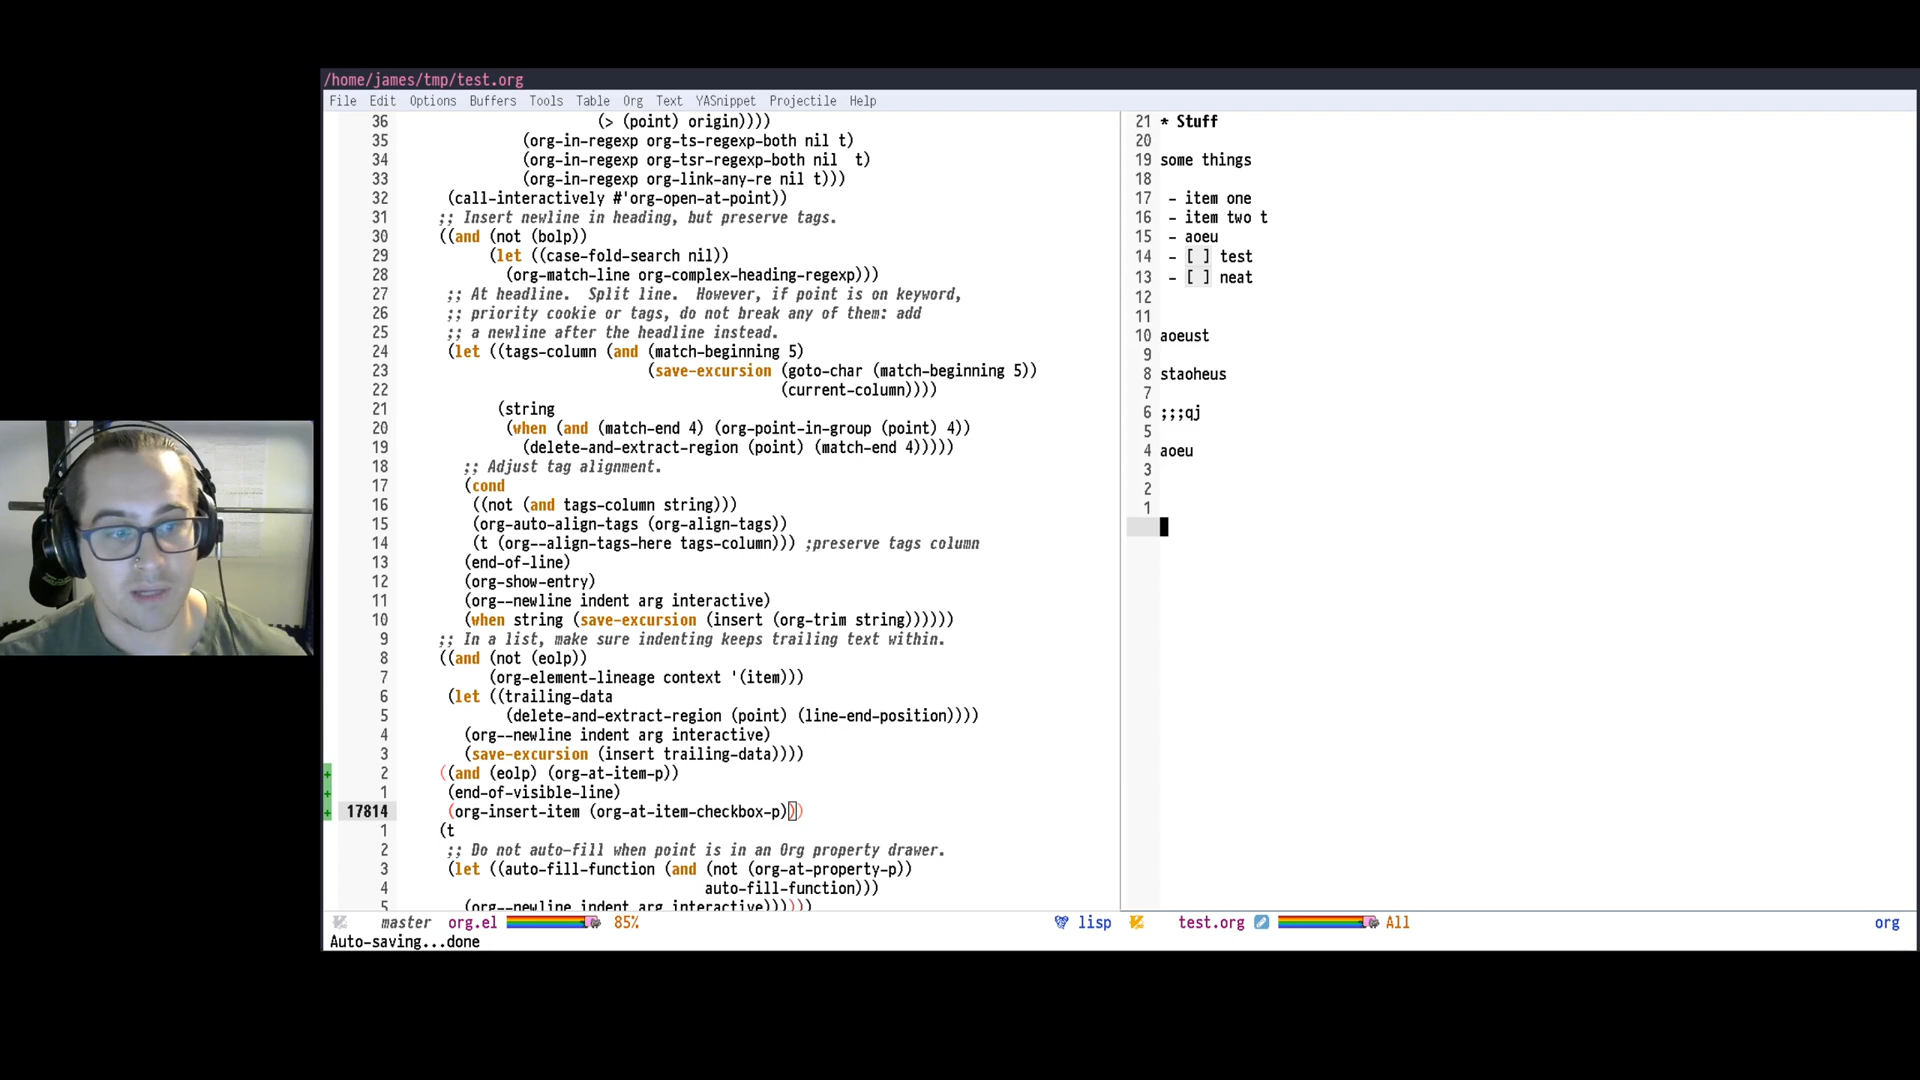 /home/james/tmp/test.org
File Edit Options Buffers Tools Table Org Text YASnippet Projectile Help
36 (> (point) origin))))
35 (org-in-regexp org-ts-regexp-both nil t)
34 (org-in-regexp org-tsr-regexp-both nil  t)
33 (org-in-regexp org-link-any-re nil t)))
32 (call-interactively #'org-open-at-point))
31 ;; Insert newline in heading, but preserve tags.
30 ((and (not (bolp))
29 (let ((case-fold-search nil))
28 (org-match-line org-complex-heading-regexp)))
27 ;; At headline.  Split line.  However, if point is on keyword,
26 ;; priority cookie or tags, do not break any of them: add
25 ;; a newline after the headline instead.
24 (let ((tags-column (and (match-beginning 5)
23 (save-excursion (goto-char (match-beginning 5))
22 (current-column))))
21 (string
20 (when (and (match-end 4) (org-point-in-group (point) 4))
19 (delete-and-extract-region (point) (match-end 4)))))
18 ;; Adjust tag alignment.
17 (cond
16 ((not (and tags-column string)))
15 (org-auto-align-tags (org-align-tags))
14 (t (org--align-tags-here tags-column))) ;preserve tags column
13 (end-of-line)
12 (org-show-entry)
11 (org--newline indent arg interactive)
10 (when string (save-excursion (insert (org-trim string))))))
9 ;; In a list, make sure indenting keeps trailing text within.
8 ((and (not (eolp))
7 (org-element-lineage context '(item)))
6 (let ((trailing-data
5 (delete-and-extract-region (point) (line-end-position))))
4 (org--newline indent arg interactive)
3 (save-excursion (insert trailing-data))))
+ 2 ((and (eolp) (org-at-item-p))
+ 1 (end-of-visible-line)
+ 17814 (org-insert-item (org-at-item-checkbox-p)))
1 (t
2 ;; Do not auto-fill when point is in an Org property drawer.
3 (let ((auto-fill-function (and (not (org-at-property-p))
4 auto-fill-function)))
5 (org--newline indent arg interactive))))))
master org.el 85% lisp
Auto-saving...done
21 * Stuff
20
19 some things
18
17 - item one
16 - item two t
15 - aoeu
14 - [ ] test
13 - [ ] neat
12
11
10 aoeust
9
8 staoheus
7
6 ;;;qj
5
4 aoeu
3
2
1
test.org All org